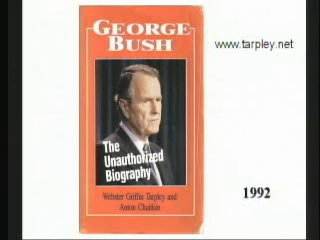 GEORGE
BUSH
www.tarpley.net
The
Unauthorized
Biography
Webster Griffin Tarpley and
Anton Chaitkin
1992